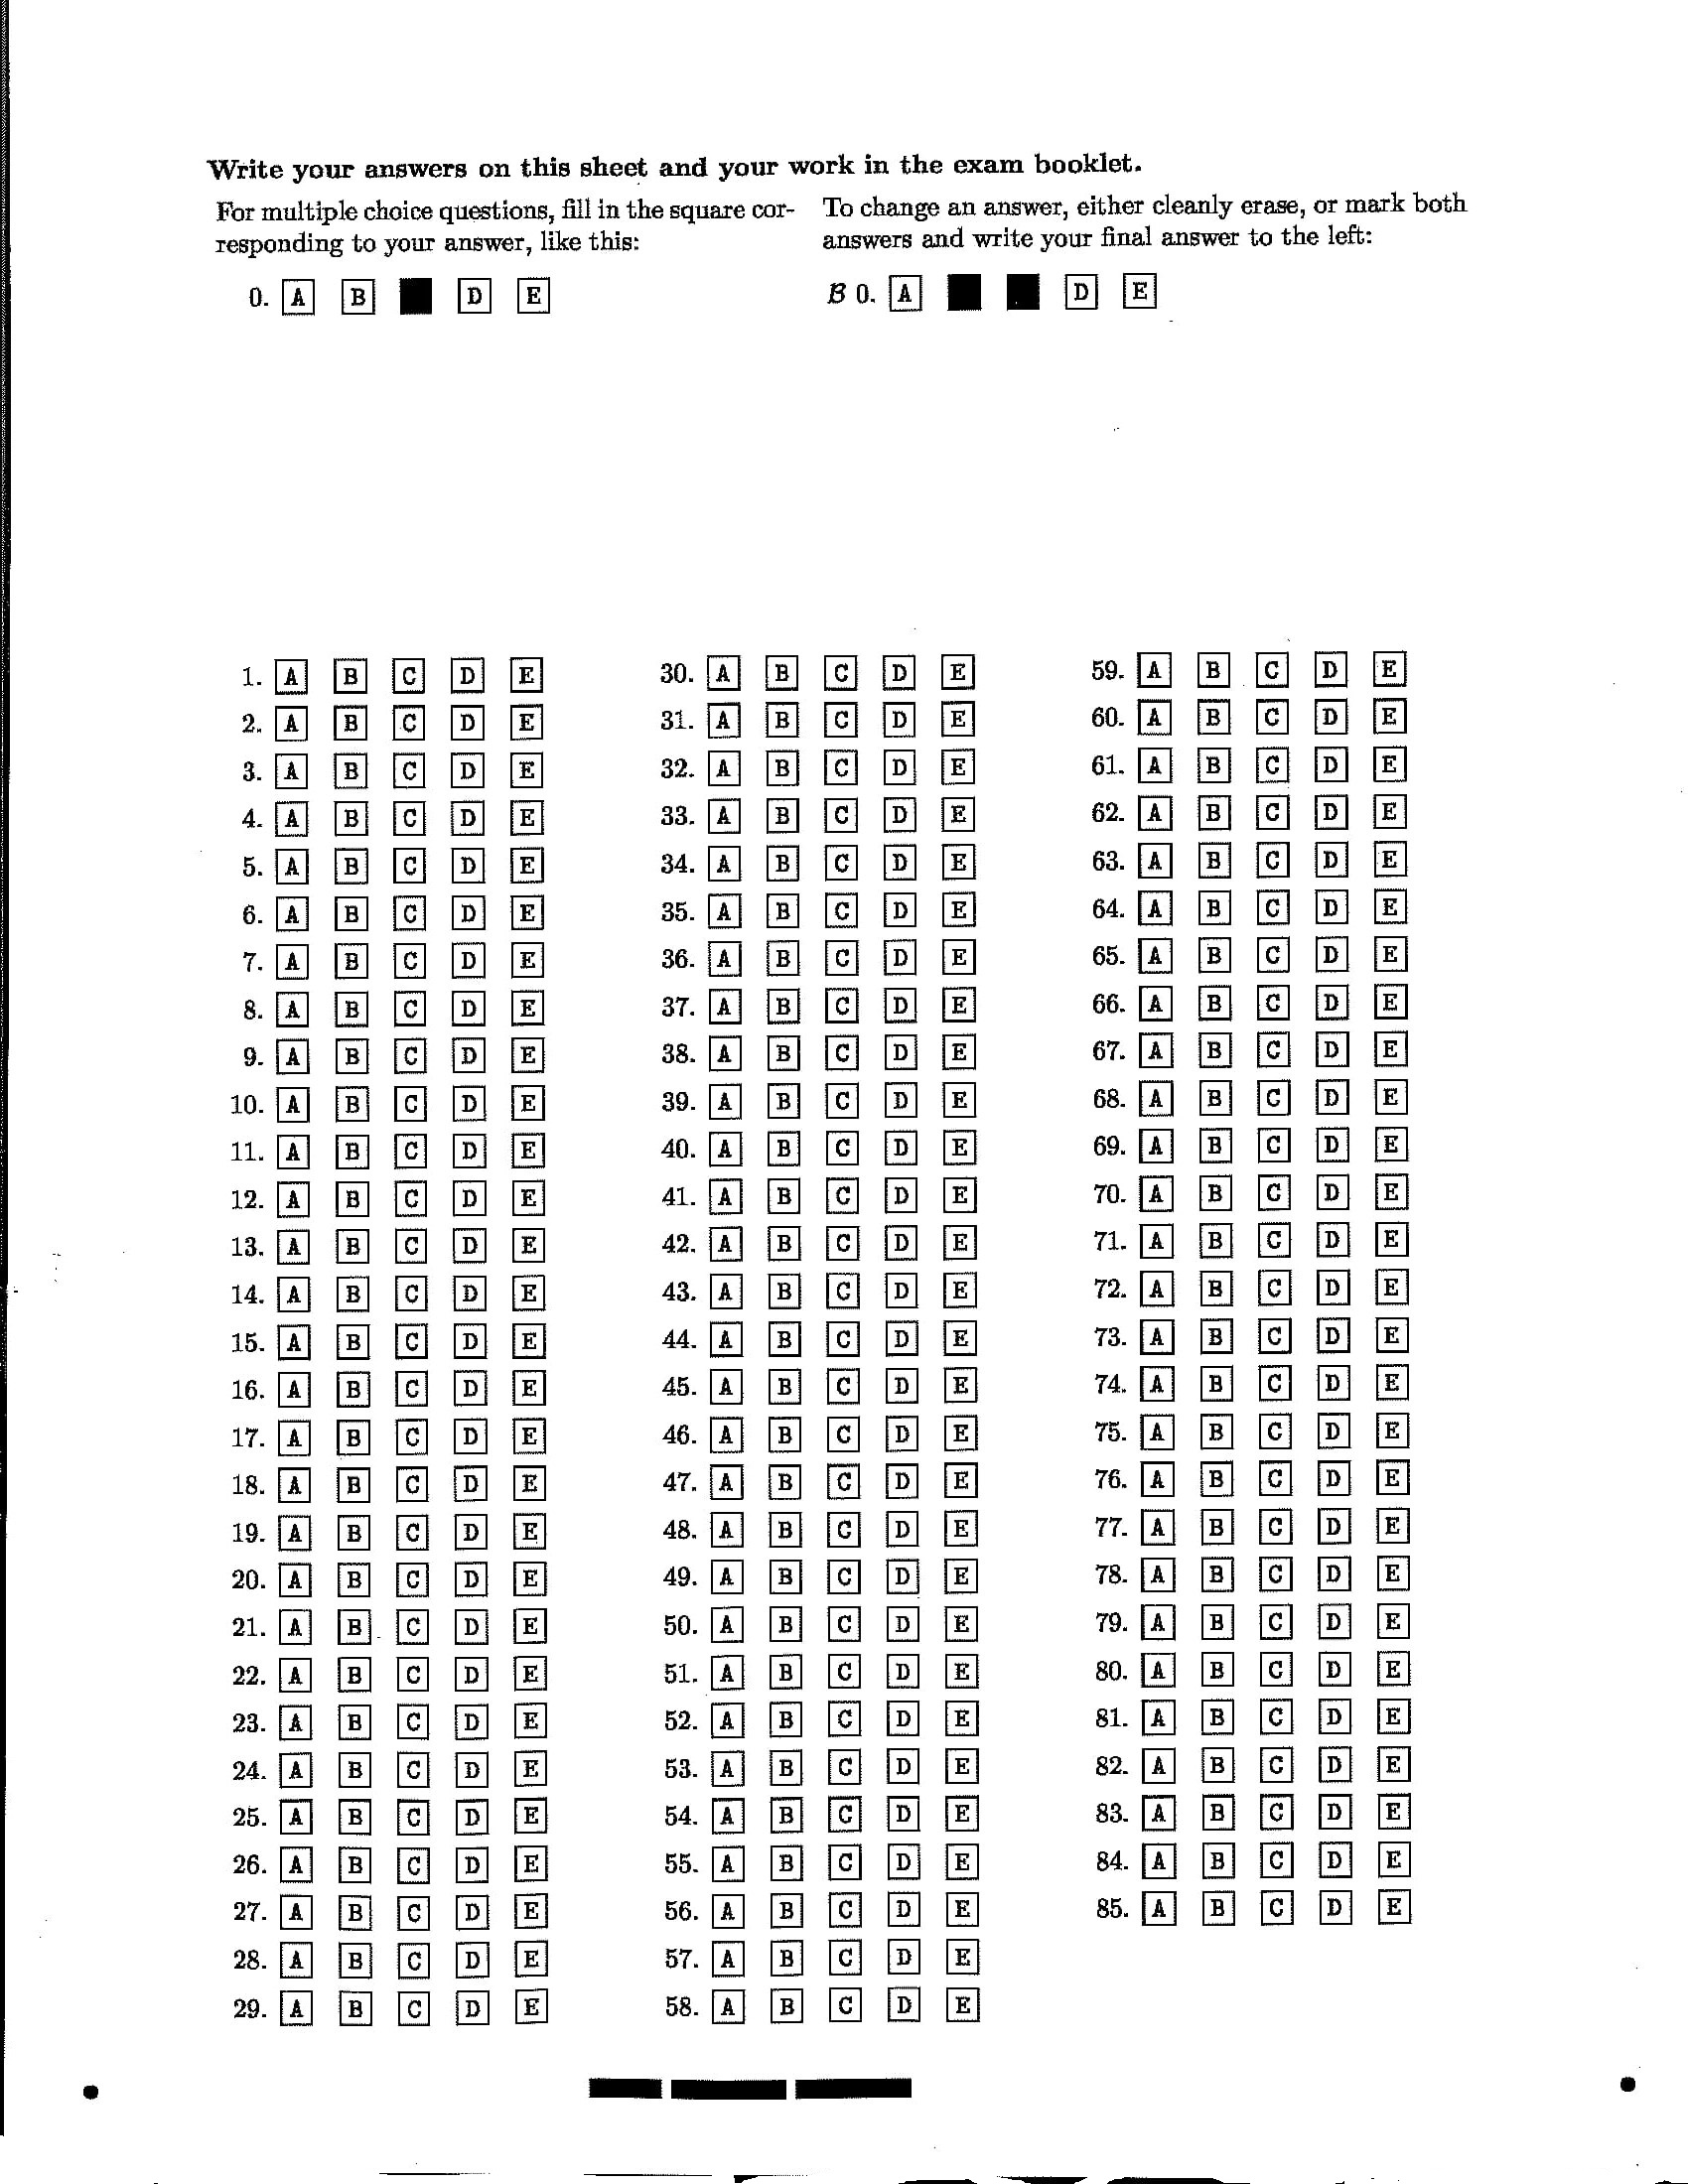 Write your answers on this sheet and your work in the exam booklet.
For multiple choice questions, fill in the square cor-
responding to your answer, like this:
0. A B D E
To change an answer, either cleanly erase, or mark both
answers and write your final answer to the left:
B 0. A D E
1. A B C D E
2. A B C D E
3. A B C D E
4. A B C D E
5. A B C D E
6. A B C D E
7. A B C D E
8. A B C D E
9. A B C D E
10. A B C D E
11. A B C D E
12. A B C D E
13. A B C D E
14. A B C D E
15. A B C D E
16. A B C D E
17. A B C D E
18. A B C D E
19. A B C D E
20. A B C D E
21. A B C D E
22. A B C D E
23. A B C D E
24. A B C D E
25. A B C D E
26. A B C D E
27. A B C D E
28. A B C D E
29. A B C D E
30. A B C D E
31. A B C D E
32. A B C D E
33. A B C D E
34. A B C D E
35. A B C D E
36. A B C D E
37. A B C D E
38. A B C D E
39. A B C D E
40. A B C D E
41. A B C D E
42. A B C D E
43. A B C D E
44. A B C D E
45. A B C D E
46. A B C D E
47. A B C D E
48. A B C D E
49. A B C D E
50. A B C D E
51. A B C D E
52. A B C D E
53. A B C D E
54. A B C D E
55. A B C D E
56. A B C D E
57. A B C D E
58. A B C D E
59. A B C D E
60. A B C D E
61. A B C D E
62. A B C D E
63. A B C D E
64. A B C D E
65. A B C D E
66. A B C D E
67. A B C D E
68. A B C D E
69. A B C D E
70. A B C D E
71. A B C D E
72. A B C D E
73. A B C D E
74. A B C D E
75. A B C D E
76. A B C D E
77. A B C D E
78. A B C D E
79. A B C D E
80. A B C D E
81. A B C D E
82. A B C D E
83. A B C D E
84. A B C D E
85. A B C D E